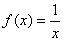 f(x) = 1/x